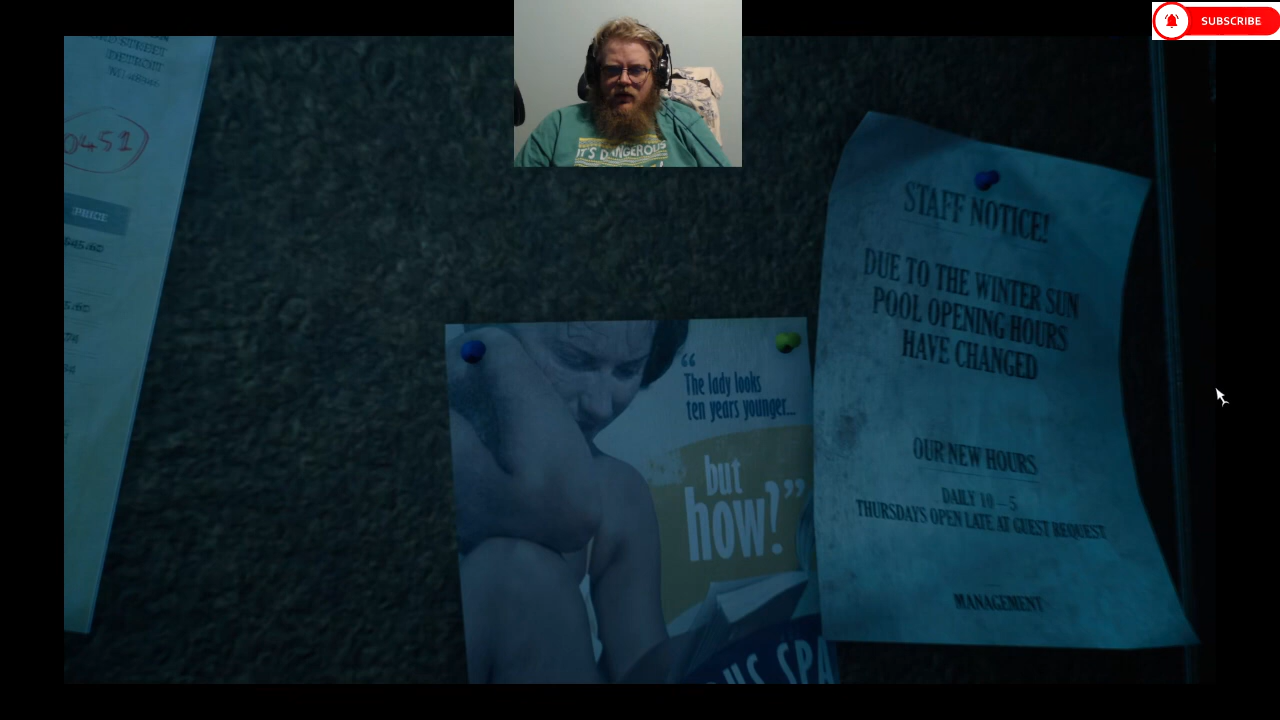 DETROIT
0451
PRICE
SUBSCRIBE
IT'S DANGEROUS
STAFF NOTICE!
DUE TO THE WINTER SUN
POOL OPENING HOURS
HAVE CHANGED
OUR NEW HOURS
DAILY 10 – 5
THURSDAYS OPEN LATE AT GUEST REQUEST
MANAGEMENT
“
The lady looks
ten years younger...
but
how?”
SPA